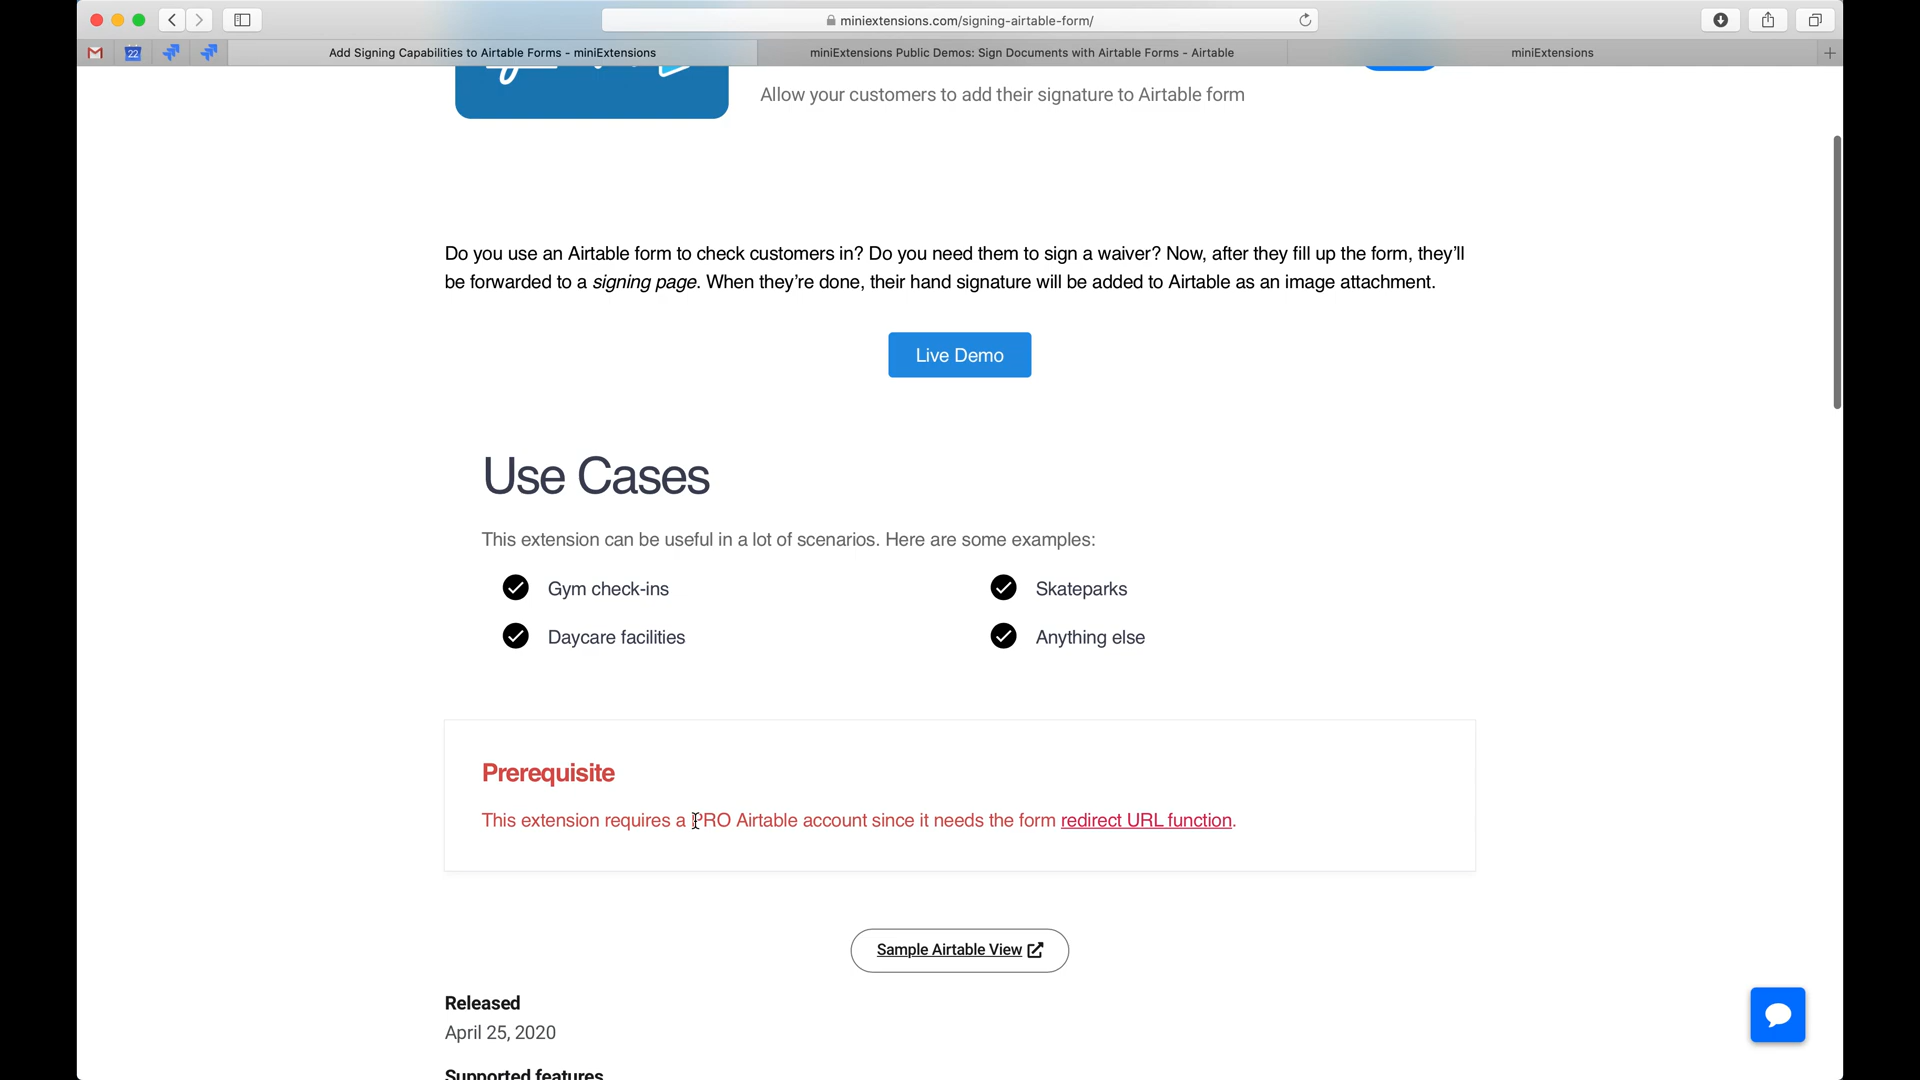 miniextensions.com/signing-airtable-form/
22
Add Signing Capabilities to Airtable Forms - miniExtensions
miniExtensions Public Demos: Sign Documents with Airtable Forms - Airtable
miniExtensions
Allow your customers to add their signature to Airtable form
Do you use an Airtable form to check customers in? Do you need them to sign a waiver? Now, after they fill up the form, they’ll
be forwarded to a signing page. When they’re done, their hand signature will be added to Airtable as an image attachment.
Live Demo
Use Cases
This extension can be useful in a lot of scenarios. Here are some examples:
Gym check-ins
Skateparks
Daycare facilities
Anything else
Prerequisite
This extension requires a PRO Airtable account since it needs the form redirect URL function.
Sample Airtable View
Released
April 25, 2020
Supported features